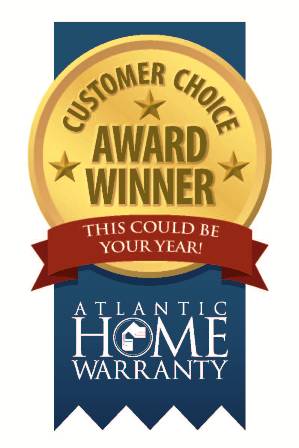 CUSTOMER CHOICE
AWARD
WINNER
THIS COULD BE
YOUR YEAR!
ATLANTIC
HOME
WARRANTY